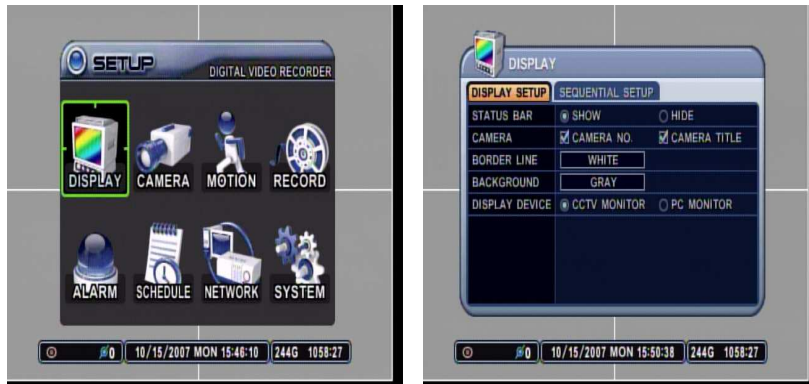 SETUP
DIGITAL VIDEO RECORDER
DISPLAY CAMERA MOTION RECORD
ALARM SCHEDULE NETWORK SYSTEM
0 10/15/2007 MON 15:46:10 244G 1058:27
DISPLAY
DISPLAY SETUP SEQUENTIAL SETUP
STATUS BAR SHOW HIDE
CAMERA CAMERA NO. CAMERA TITLE
BORDER LINE WHITE
BACKGROUND GRAY
DISPLAY DEVICE CCTV MONITOR PC MONITOR
0 10/15/2007 MON 15:50:38 244G 1058:27